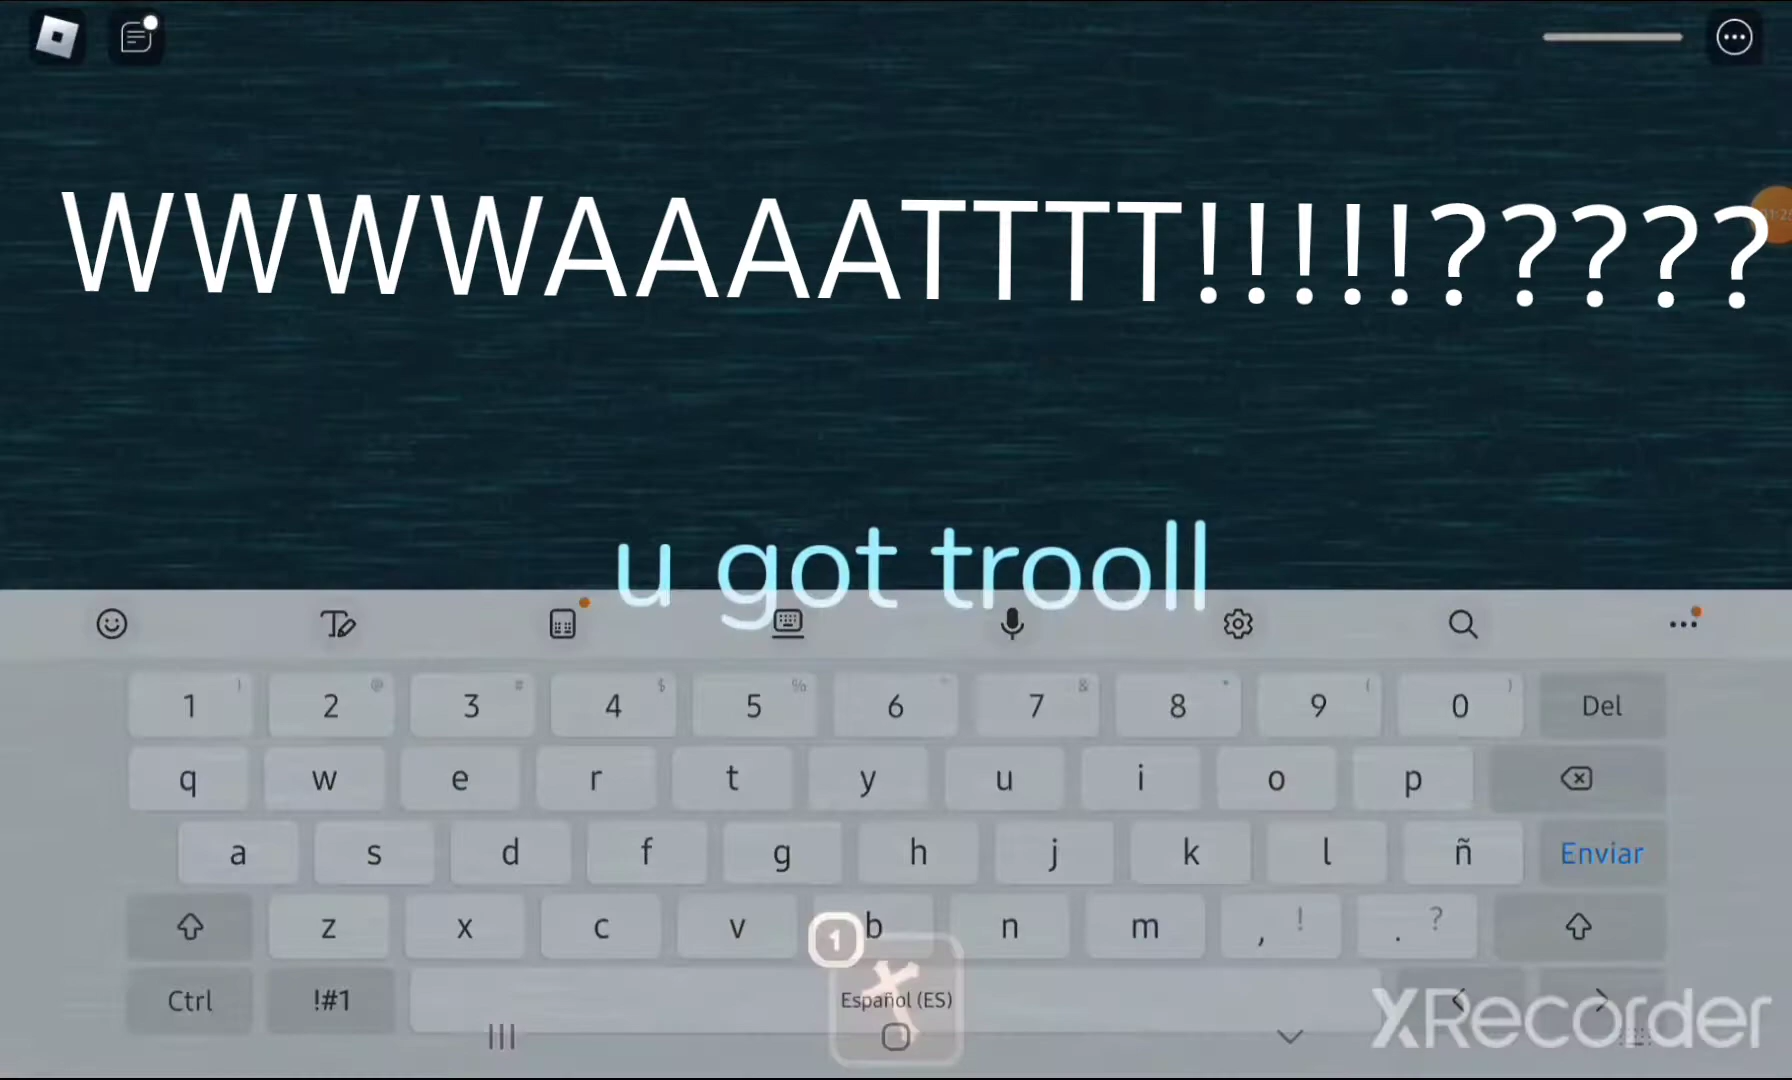 WWWWAAAATTTT!!!!!?????
u got trooll
1 2 3 4 5 6 7 8 9 0 Del
! @ # $ % ^ & * ( )
q w e r t y u i o p
a s d f g h j k l ñ Enviar
z x c v b n m , ! . ?
1
Ctrl !#1 Español (ES) < >
XRecorder